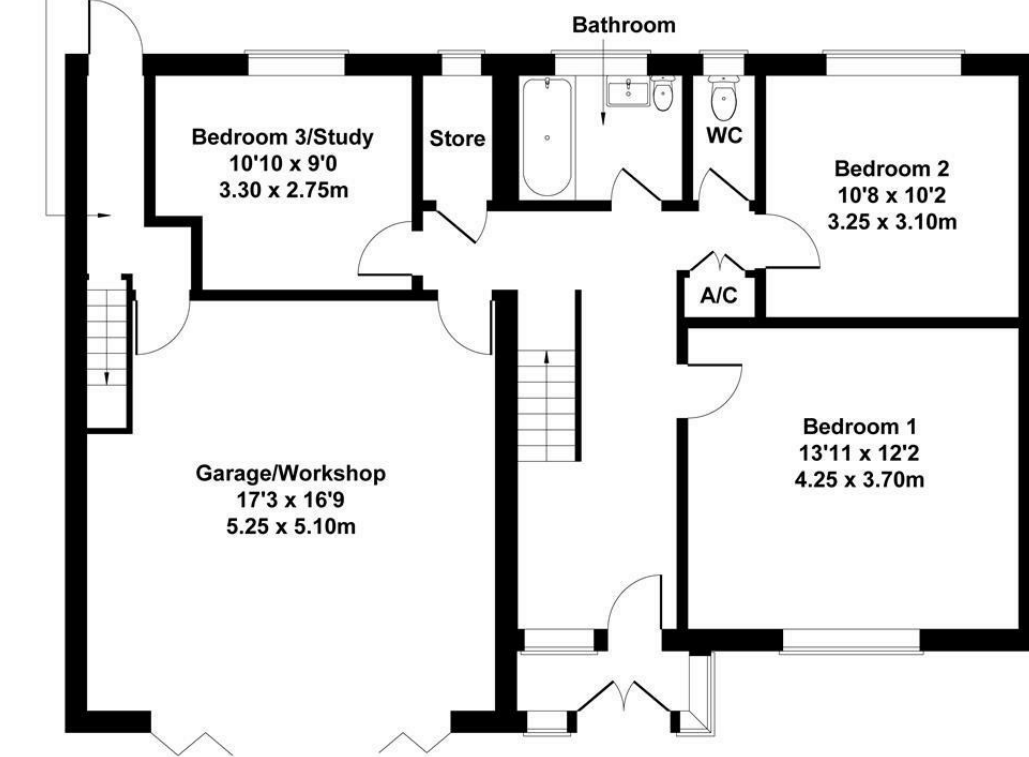 Bathroom
Bedroom 3/Study
10'10 x 9'0
3.30 x 2.75m
Store
WC
Bedroom 2
10'8 x 10'2
3.25 x 3.10m
A/C
Bedroom 1
13'11 x 12'2
4.25 x 3.70m
Garage/Workshop
17'3 x 16'9
5.25 x 5.10m